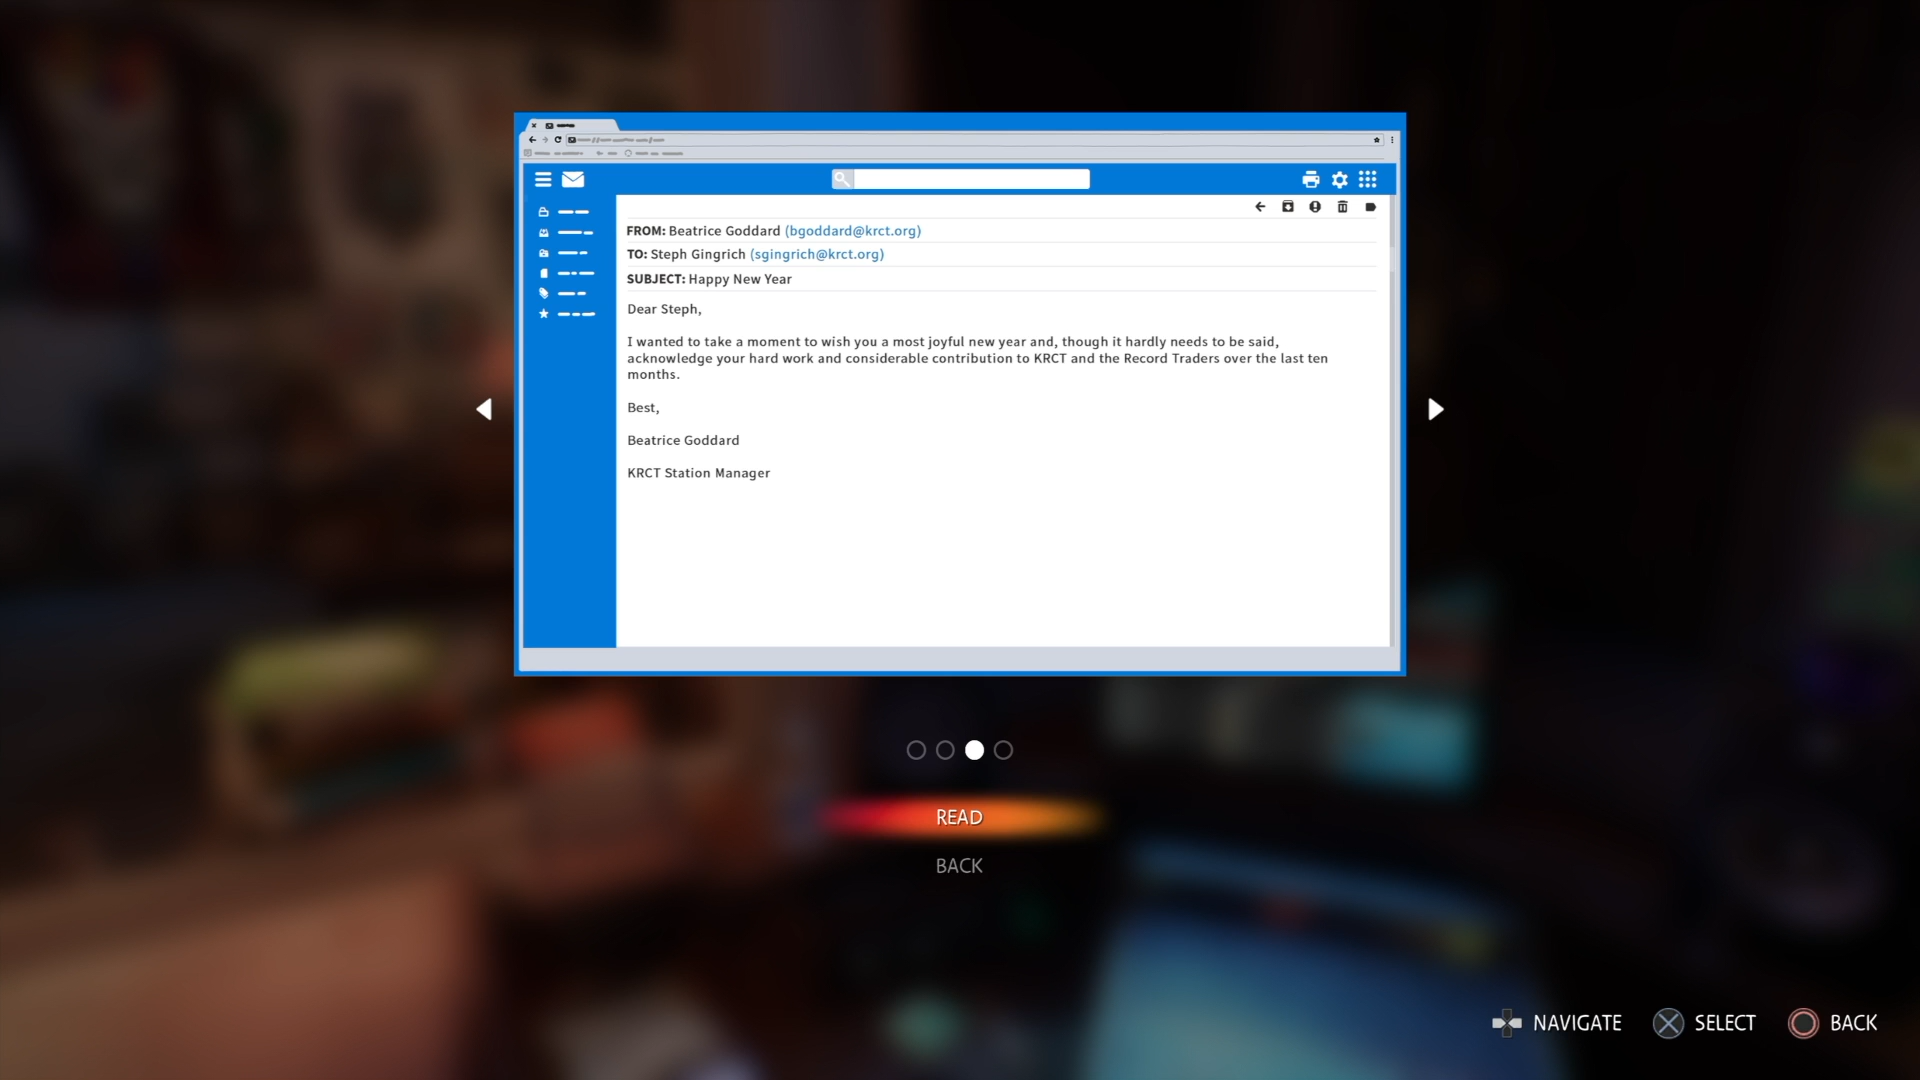 FROM: Beatrice Goddard (bgoddard@krct.org)
TO: Steph Gingrich (sgingrich@krct.org)
SUBJECT: Happy New Year
Dear Steph,
I wanted to take a moment to wish you a most joyful new year and, though it hardly needs to be said,
acknowledge your hard work and considerable contribution to KRCT and the Record Traders over the last ten
months.
Best,
Beatrice Goddard
KRCT Station Manager
READ
BACK
NAVIGATE SELECT BACK